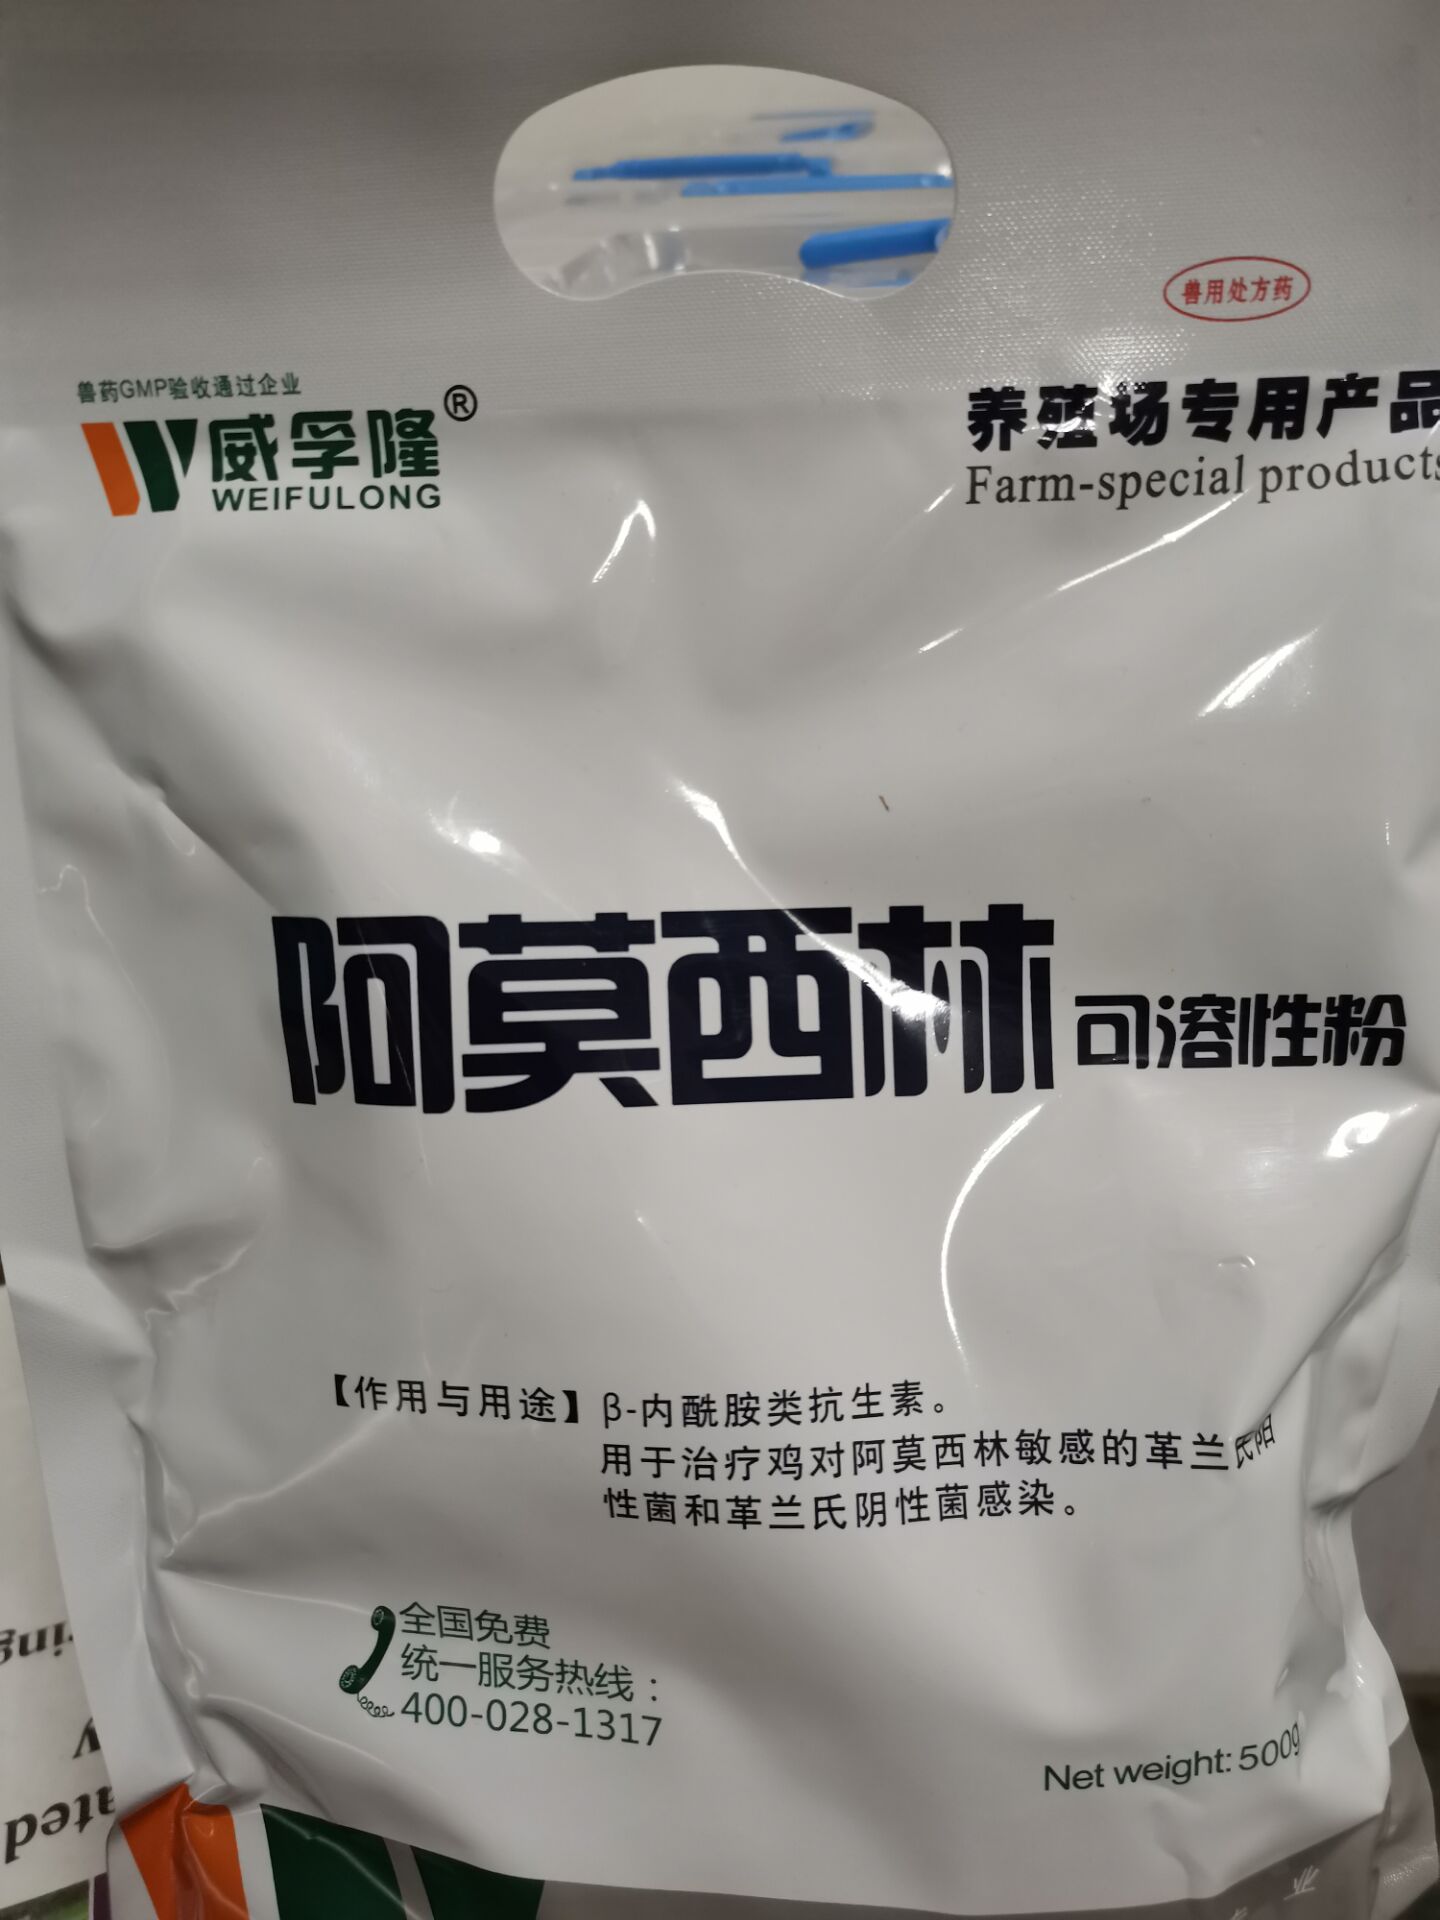 兽用处方药
兽药GMP验收通过企业
威孚隆®
WEIFULONG
养殖场专用产品
Farm-special products
阿莫西林可溶性粉
【作用与用途】β-内酰胺类抗生素。
用于治疗鸡对阿莫西林敏感的革兰氏阳
性菌和革兰氏阴性菌感染。
全国免费
统一服务热线：
400-028-1317
Net weight: 500g